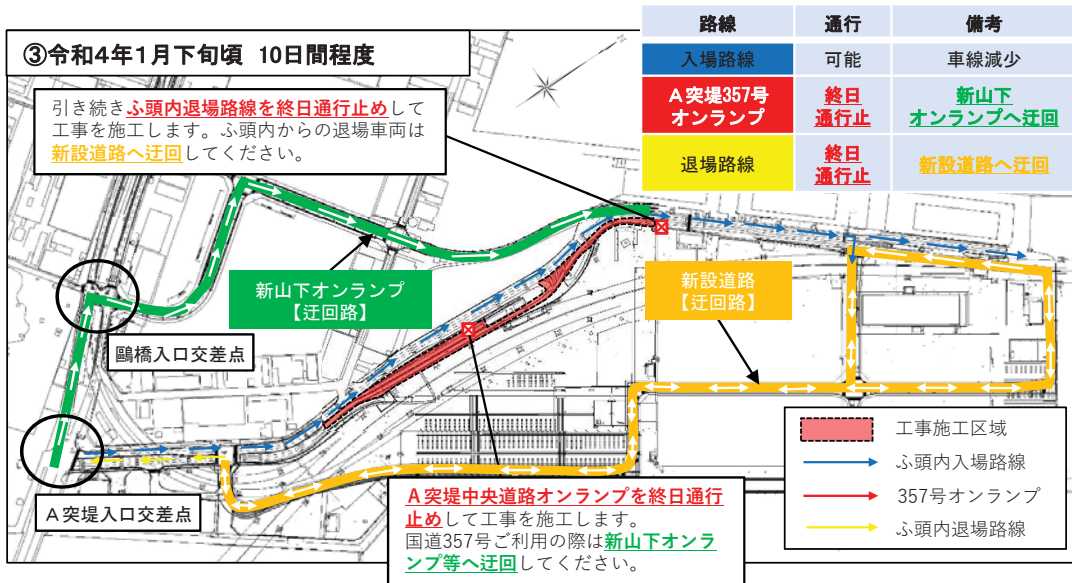 ③令和4年1月下旬頃 10日間程度
引き続きふ頭内退場路線を終日通行止めして
工事を施工します。ふ頭内からの退場車両は
新設道路へ迂回してください。
路線 通行 備考
入場路線 可能 車線減少
A突堤357号
オンランプ
終日
通行止
新山下
オンランプへ迂回
退場路線
終日
通行止
新設道路へ迂回
N
新山下オンランプ
【迂回路】
新設道路
【迂回路】
鷗橋入口交差点
A突堤入口交差点
A突堤中央道路オンランプを終日通行
止めして工事を施工します。
国道357号ご利用の際は新山下オンラ
ンプ等へ迂回してください。
工事施工区域
ふ頭内入場路線
357号オンランプ
ふ頭内退場路線